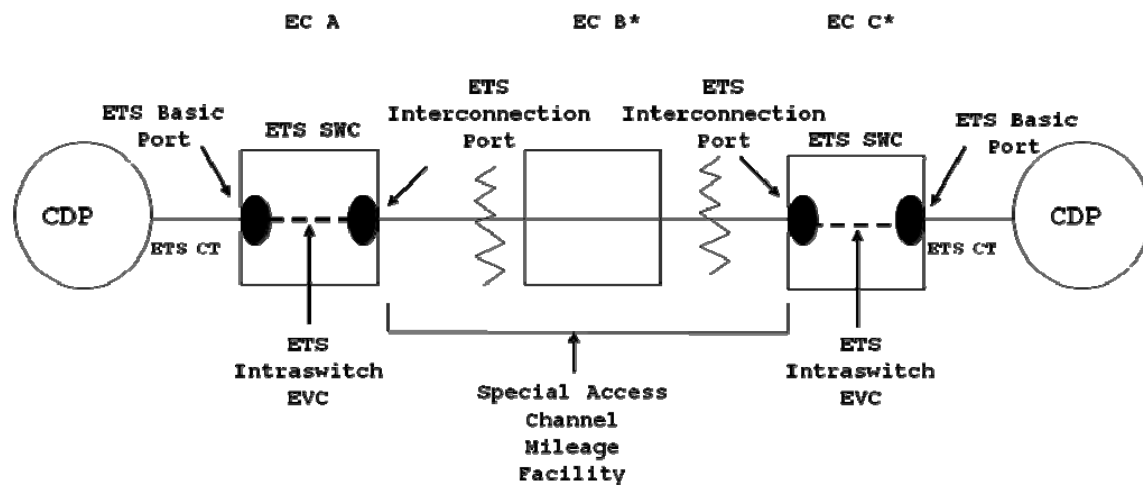 EC A
EC B*
EC C*
ETS Basic
Port
ETS SWC
ETS
Interconnection
Port
ETS
Interconnection
Port
ETS SWC
ETS Basic
Port
CDP
ETS CT
ETS CT
CDP
ETS
Intraswitch
EVC
Special Access
Channel
Mileage
Facility
ETS
Intraswitch
EVC